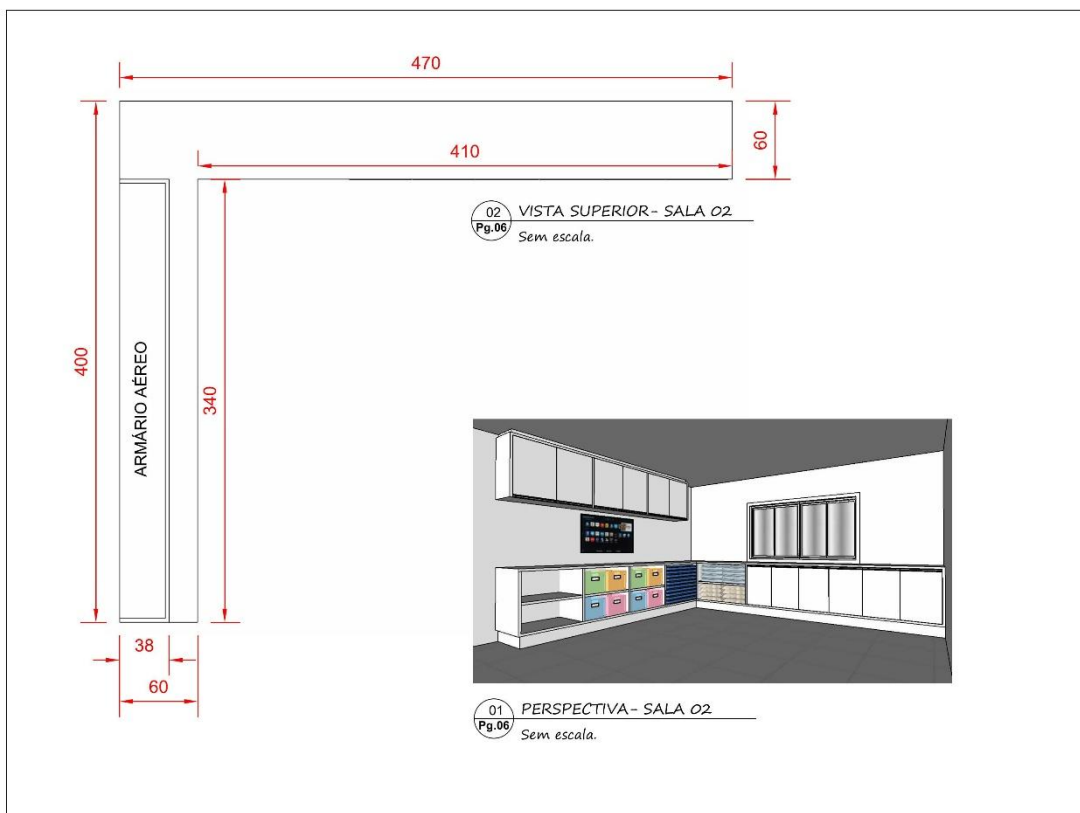 470
410
60
02 VISTA SUPERIOR- SALA 02
Pg.06 Sem escala.
400
ARMÁRIO AÉREO
340
38
60
01 PERSPECTIVA- SALA 02
Pg.06 Sem escala.